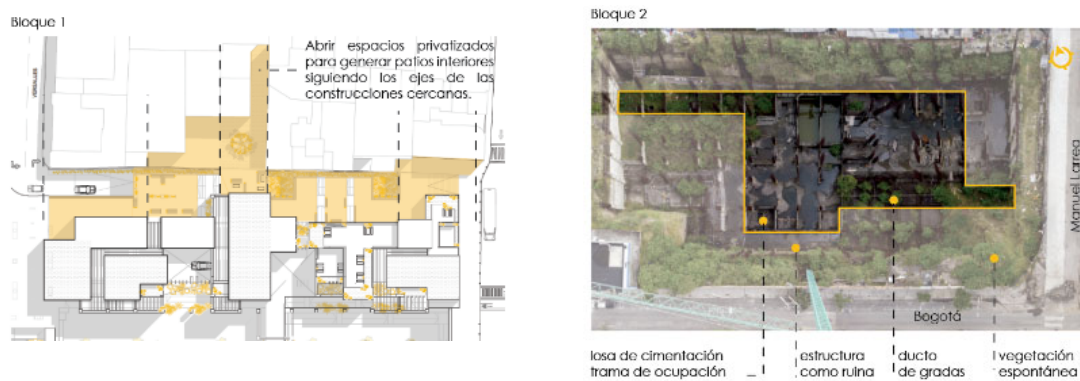 Bloque 1
Abrir espacios privatizados
para generar patios interiores
siguiendo los ejes de las
construcciones cercanas.
VERSALLES
Bloque 2
Manuel Larrea
Bogotá
losa de cimentación
trama de ocupación
estructura
como ruina
ducto
de gradas
vegetación
espontánea